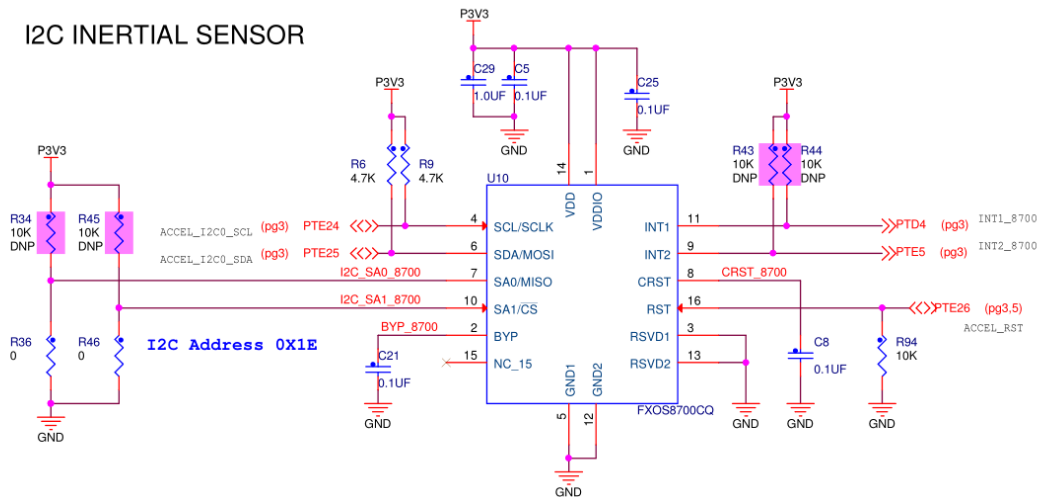 I2C INERTIAL SENSOR
P3V3
C29
1.0UF
C5
0.1UF
C25
0.1UF
GND
GND
P3V3
R6
4.7K
R9
4.7K
P3V3
R43
10K
DNP
R44
10K
DNP
P3V3
R34
10K
DNP
R45
10K
DNP
U10
14
VDD
1
VDDIO
ACCEL_I2C0_SCL (pg3) PTE24
4 SCL/SCLK
ACCEL_I2C0_SDA (pg3) PTE25
6 SDA/MOSI
I2C_SA0_8700 7 SA0/MISO
I2C_SA1_8700 10 SA1/CS
BYP_8700 2 BYP
15 NC_15
INT1 11 PTD4 (pg3) INT1_8700
INT2 9 PTE5 (pg3) INT2_8700
CRST 8 CRST_8700
RST 16 PTE26 (pg3,5)
ACCEL_RST
RSVD1 3
RSVD2 13
GND1
5
GND2
12
FXOS8700CQ
R36
0
R46
0
I2C Address 0X1E
C21
0.1UF
C8
0.1UF
R94
10K
GND
GND
GND
GND
GND
GND